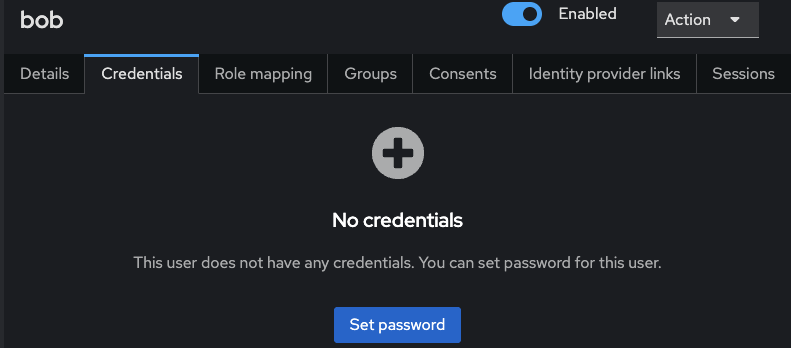 bob
Enabled
Action
Details Credentials Role mapping Groups Consents Identity provider links Sessions
No credentials
This user does not have any credentials. You can set password for this user.
Set password